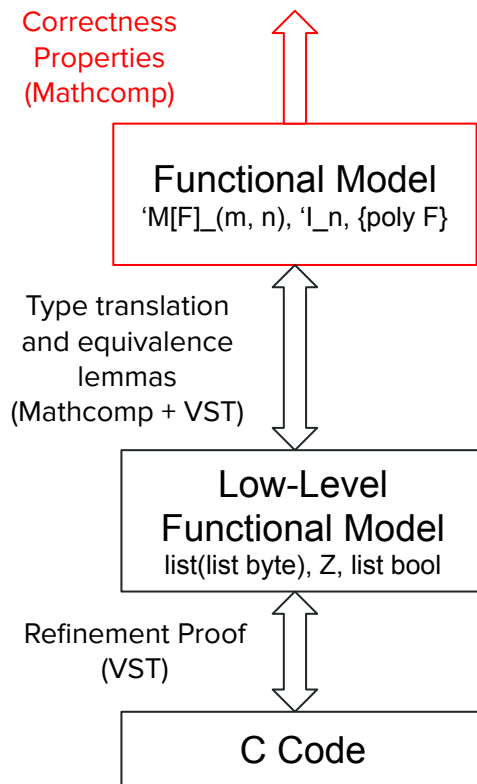 Correctness
Properties
(Mathcomp)
Functional Model
‘M[F]_(m, n), ‘I_n, {poly F}
Type translation
and equivalence
lemmas
(Mathcomp + VST)
Low-Level
Functional Model
list(list byte), Z, list bool
Refinement Proof
(VST)
C Code